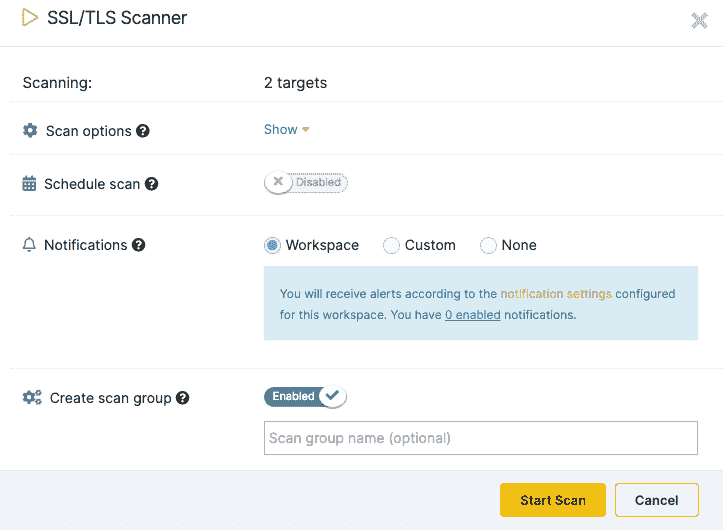 SSL/TLS Scanner
Scanning: 2 targets
Scan options Show
Schedule scan Disabled
Notifications Workspace Custom None
You will receive alerts according to the notification settings configured
for this workspace. You have 0 enabled notifications.
Create scan group Enabled
Scan group name (optional)
Start Scan Cancel